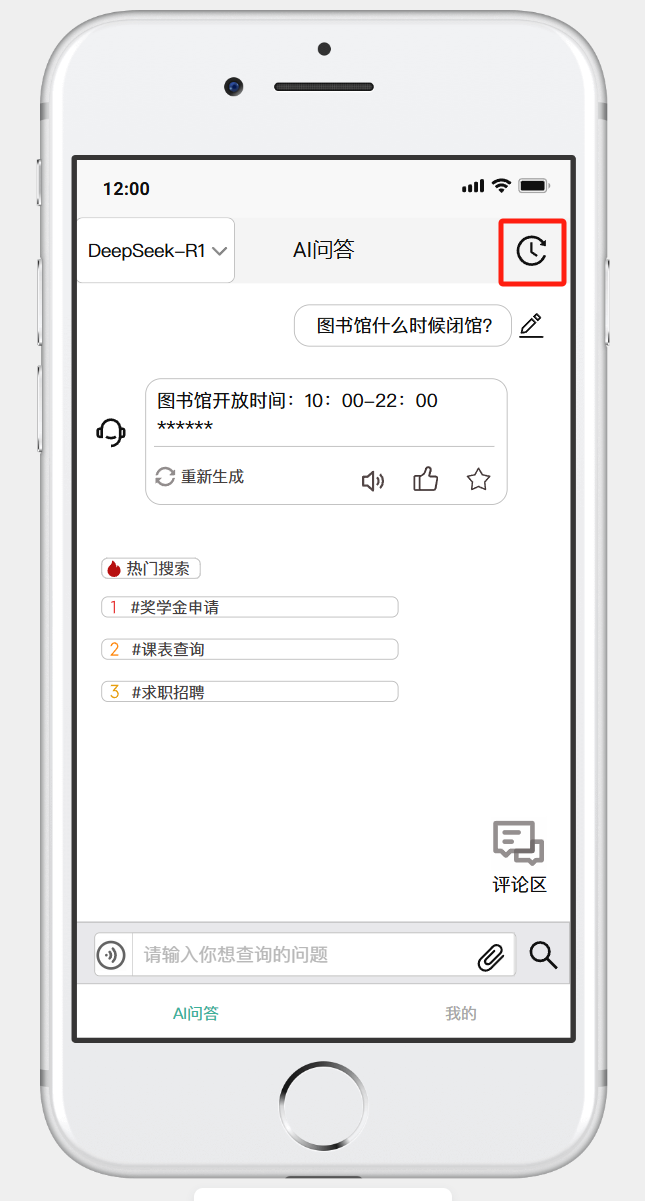 12:00
DeepSeek-R1
AI问答
图书馆什么时候闭馆?
图书馆开放时间：10：00-22：00
******
重新生成
热门搜索
1 #奖学金申请
2 #课表查询
3 #求职招聘
评论区
请输入你想查询的问题
AI问答
我的